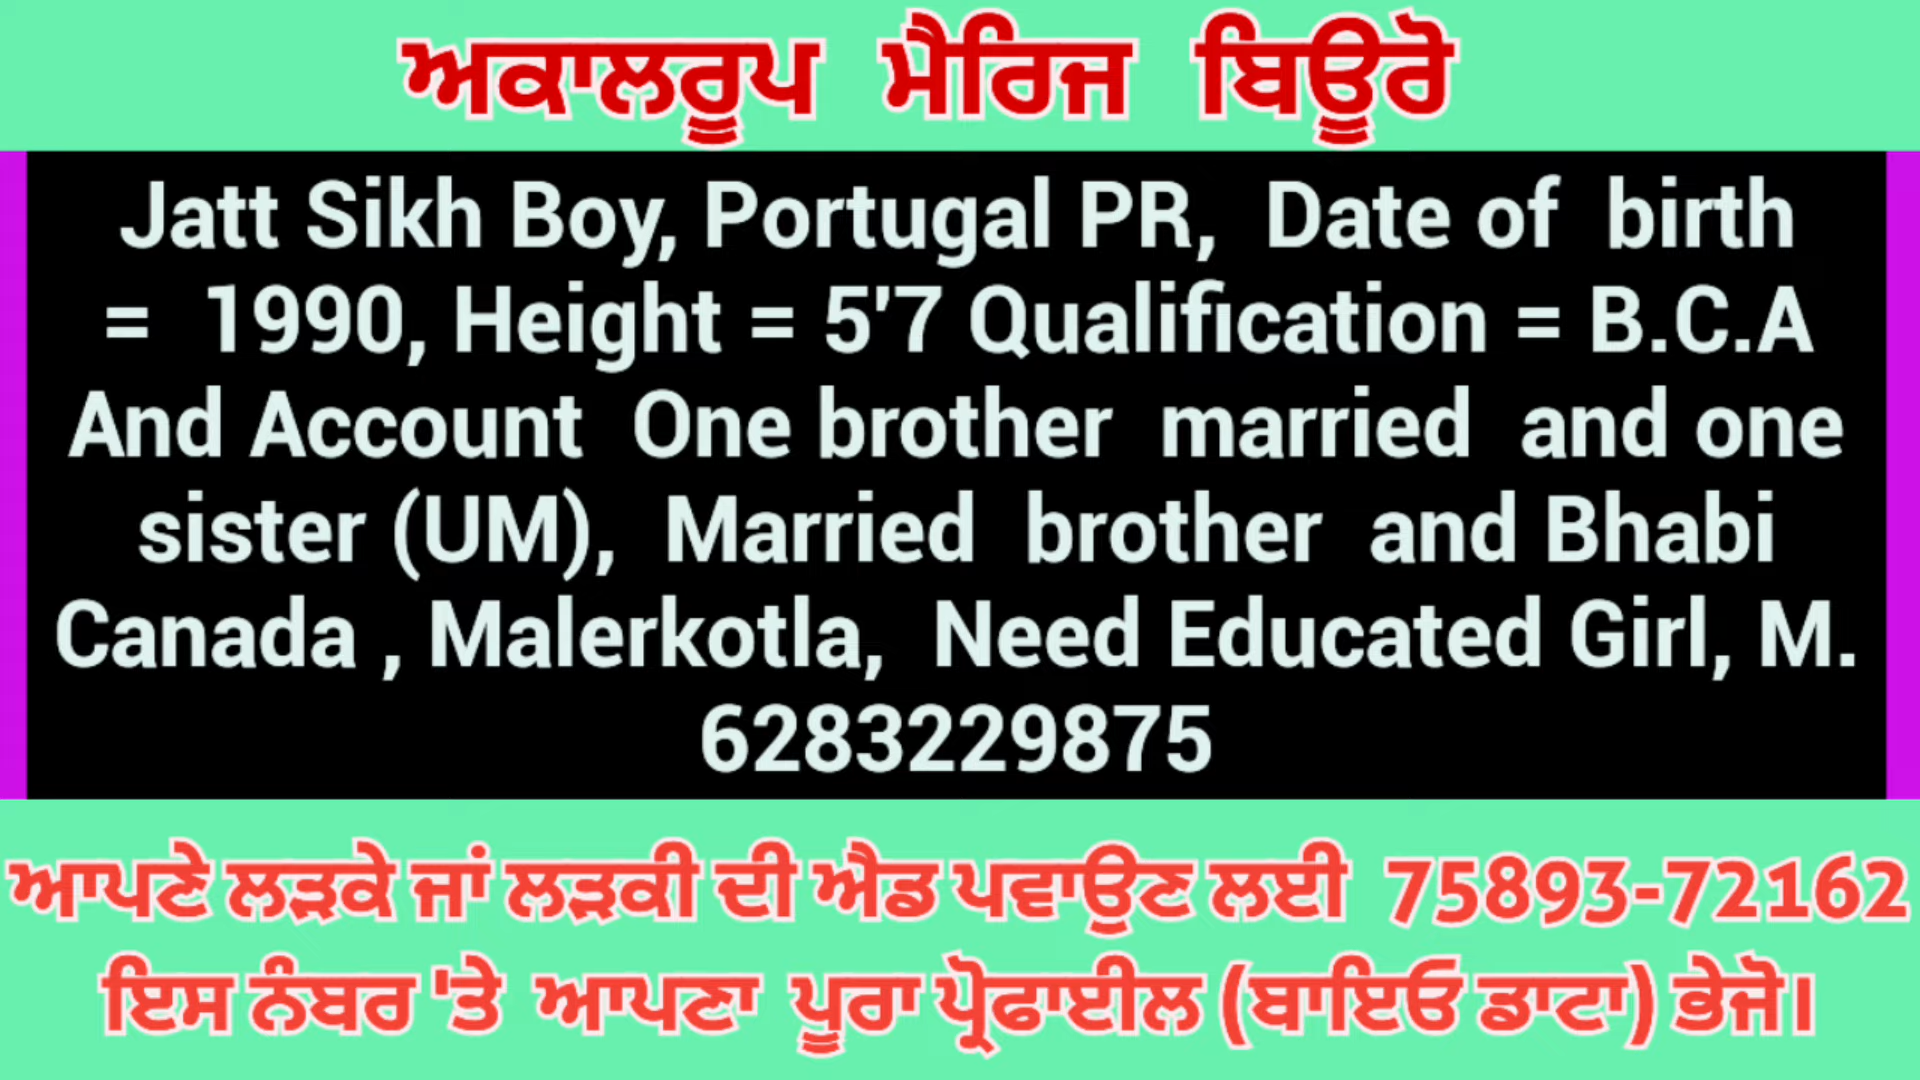 ਅਕਾਲਰੂਪ ਮੈਰਿਜ ਬਿਊਰੋ
Jatt Sikh Boy, Portugal PR, Date of birth
= 1990, Height = 5'7 Qualification = B.C.A
And Account One brother married and one
sister (UM), Married brother and Bhabi
Canada , Malerkotla, Need Educated Girl, M.
6283229875
ਆਪਣੇ ਲੜਕੇ ਜਾਂ ਲੜਕੀ ਦੀ ਐਡ ਪਵਾਉਣ ਲਈ 75893-72162
ਇਸ ਨੰਬਰ 'ਤੇ ਆਪਣਾ ਪੂਰਾ ਪ੍ਰੋਫਾਈਲ (ਬਾਇਓ ਡਾਟਾ) ਭੇਜੋ।